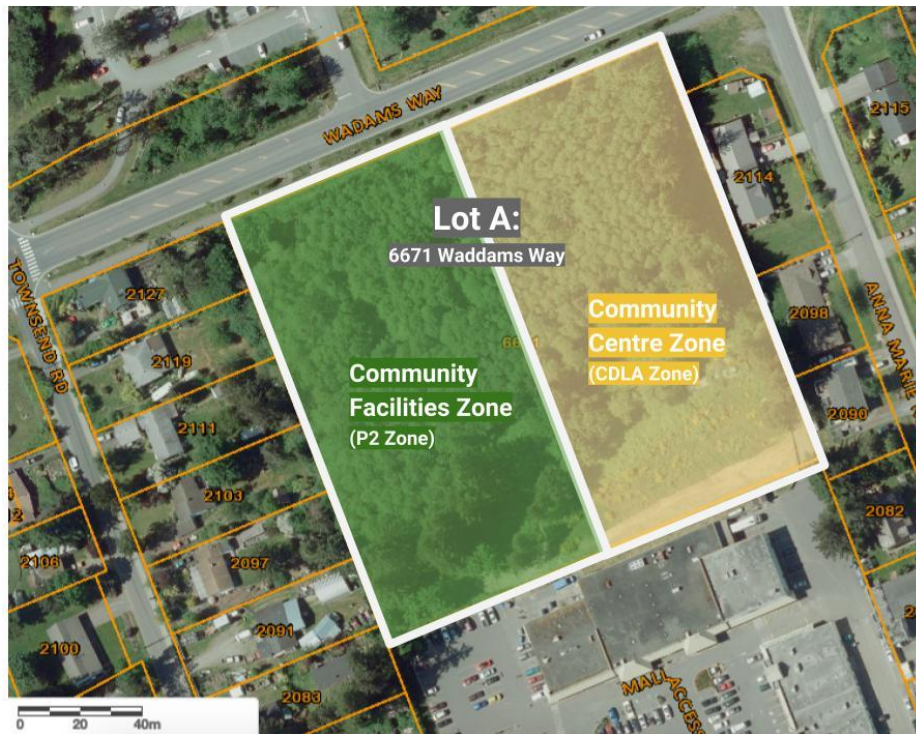 WADAMS WAY
2115
2114
Lot A:
6671 Waddams Way
TOWNSEND RD
2127
ANNA MARIE
2098
Community
Centre Zone
(CDLA Zone)
2119
Community
Facilities Zone
(P2 Zone)
2090
2111
2103
2082
2106
2097
2091
2100
2083
MALL ACCESS
0 20 40m